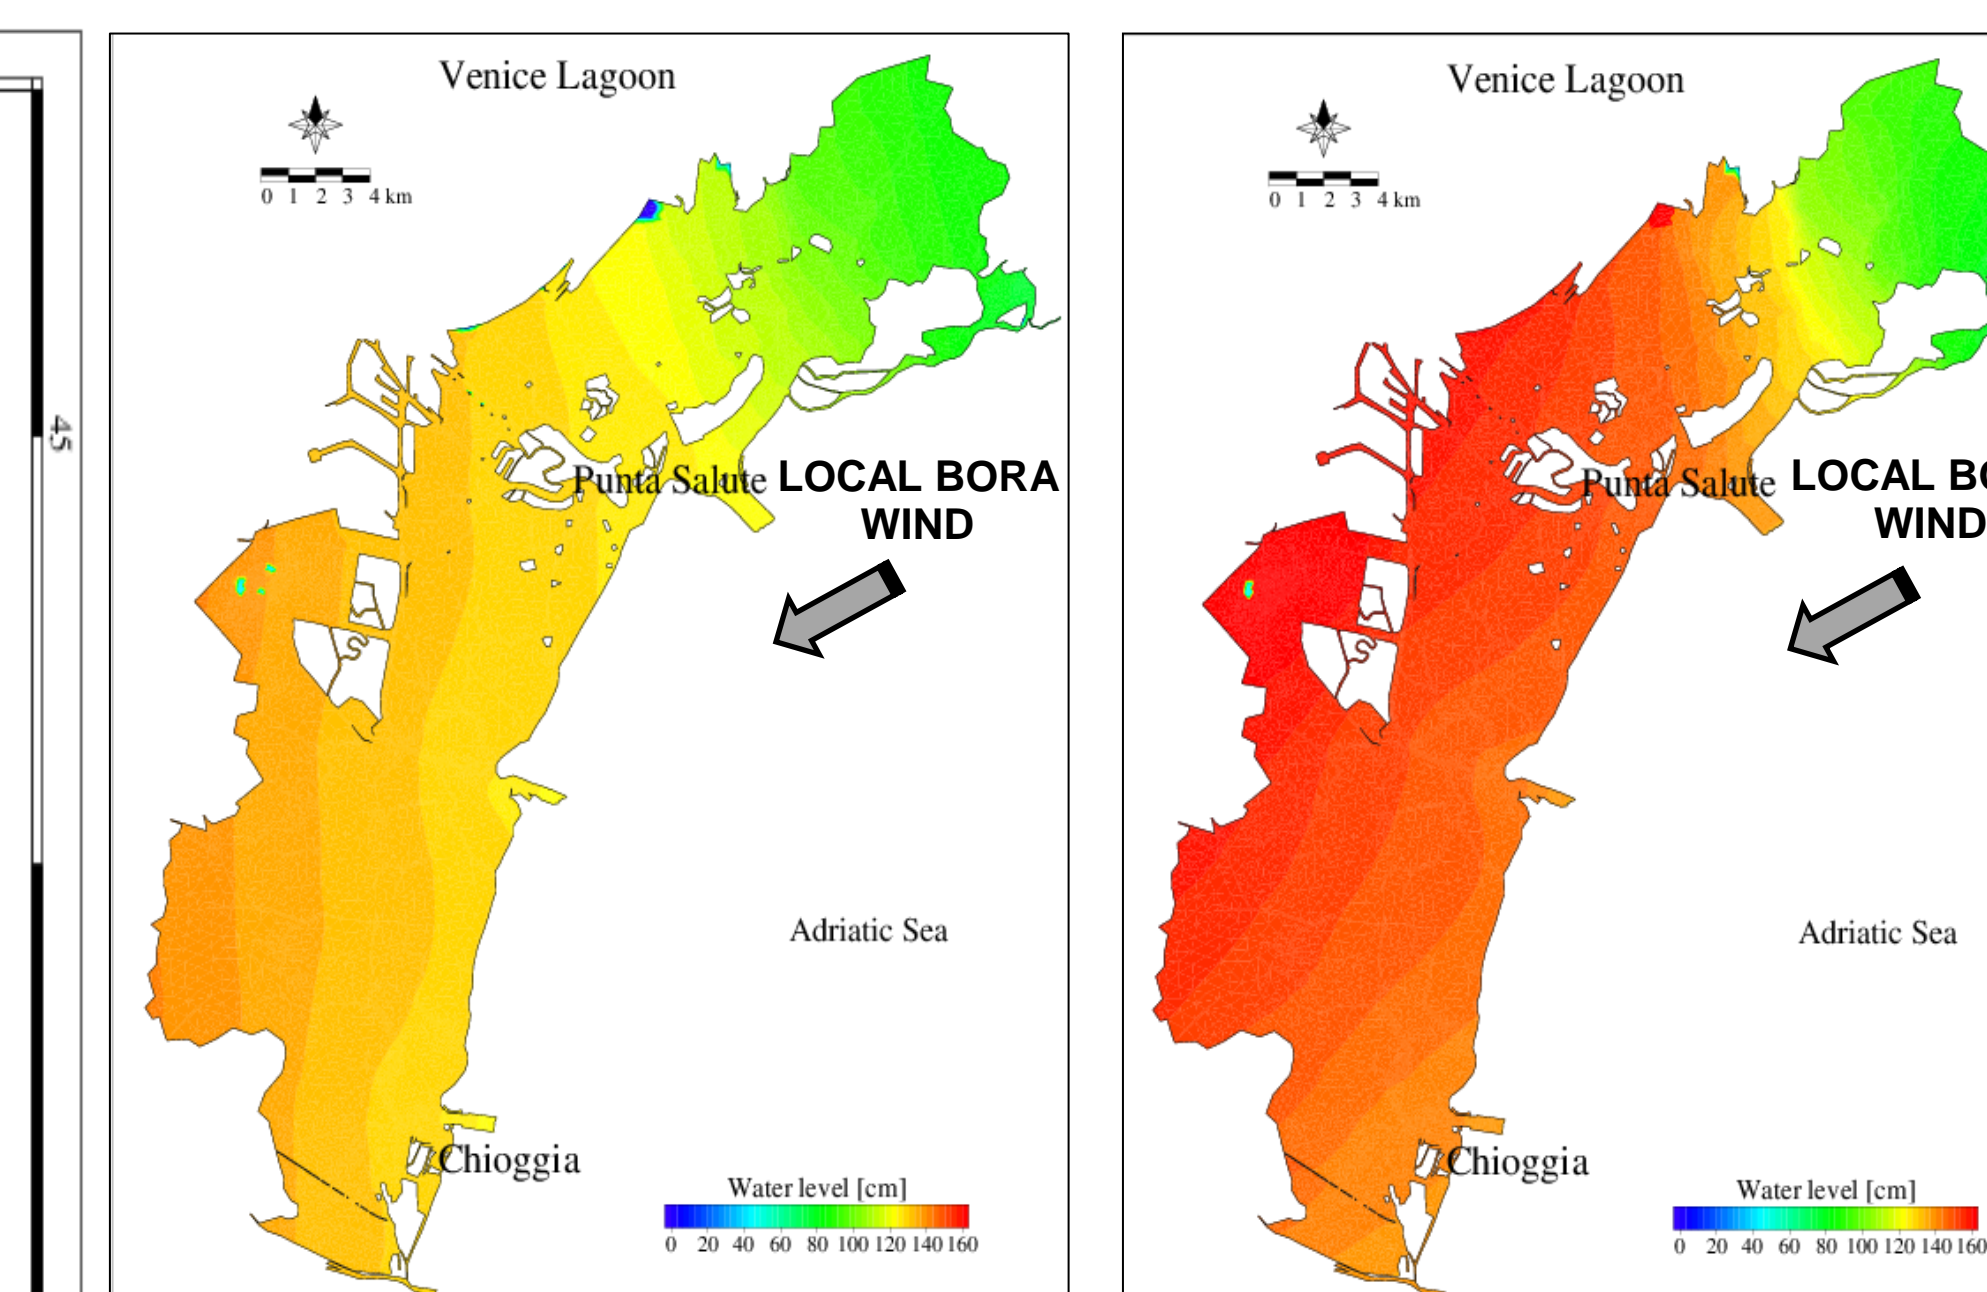 45
Venice Lagoon
0 1 2 3 4 km
Punta Salute
LOCAL BORA
WIND
Adriatic Sea
Chioggia
Water level [cm]
0 20 40 60 80 100 120 140 160
Venice Lagoon
0 1 2 3 4 km
Punta Salute
LOCAL BO
WIND
Adriatic Sea
Chioggia
Water level [cm]
0 20 40 60 80 100 120 140 160